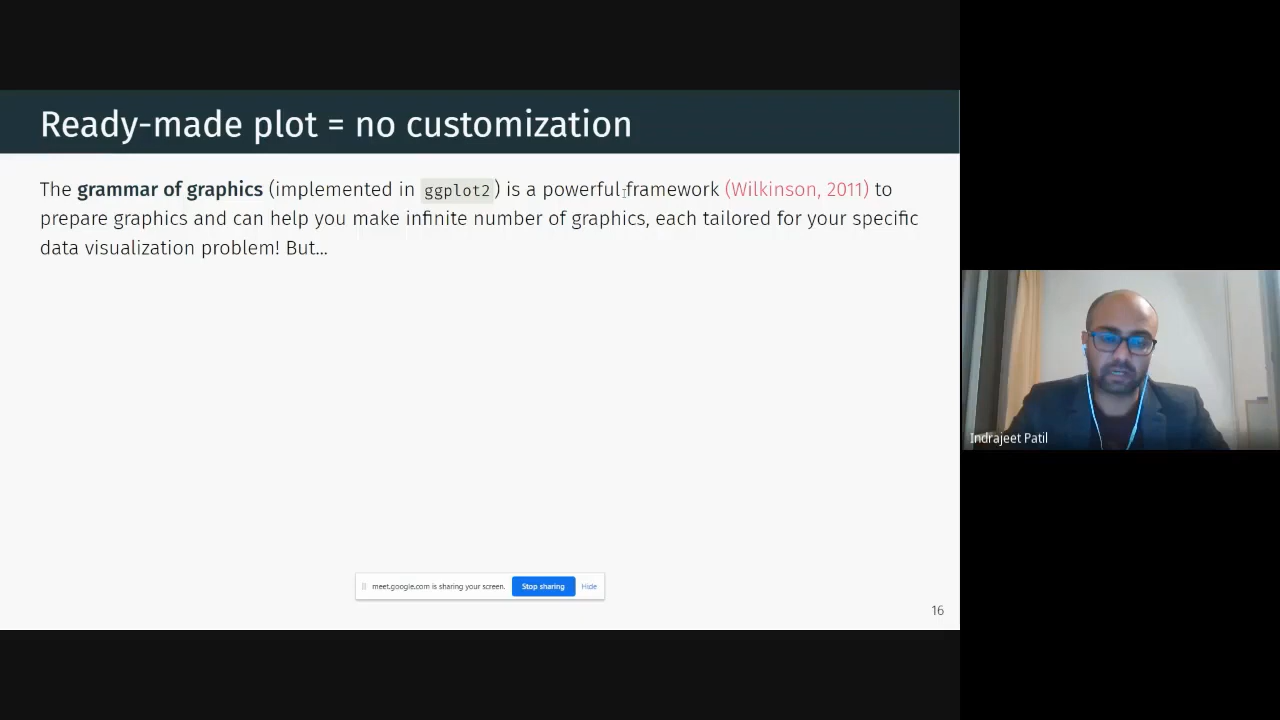 Ready-made plot = no customization
The grammar of graphics (implemented in ggplot2) is a powerful framework (Wilkinson, 2011) to
prepare graphics and can help you make infinite number of graphics, each tailored for your specific
data visualization problem! But...
Indrajeet Patil
meet.google.com is sharing your screen. Stop sharing Hide
16